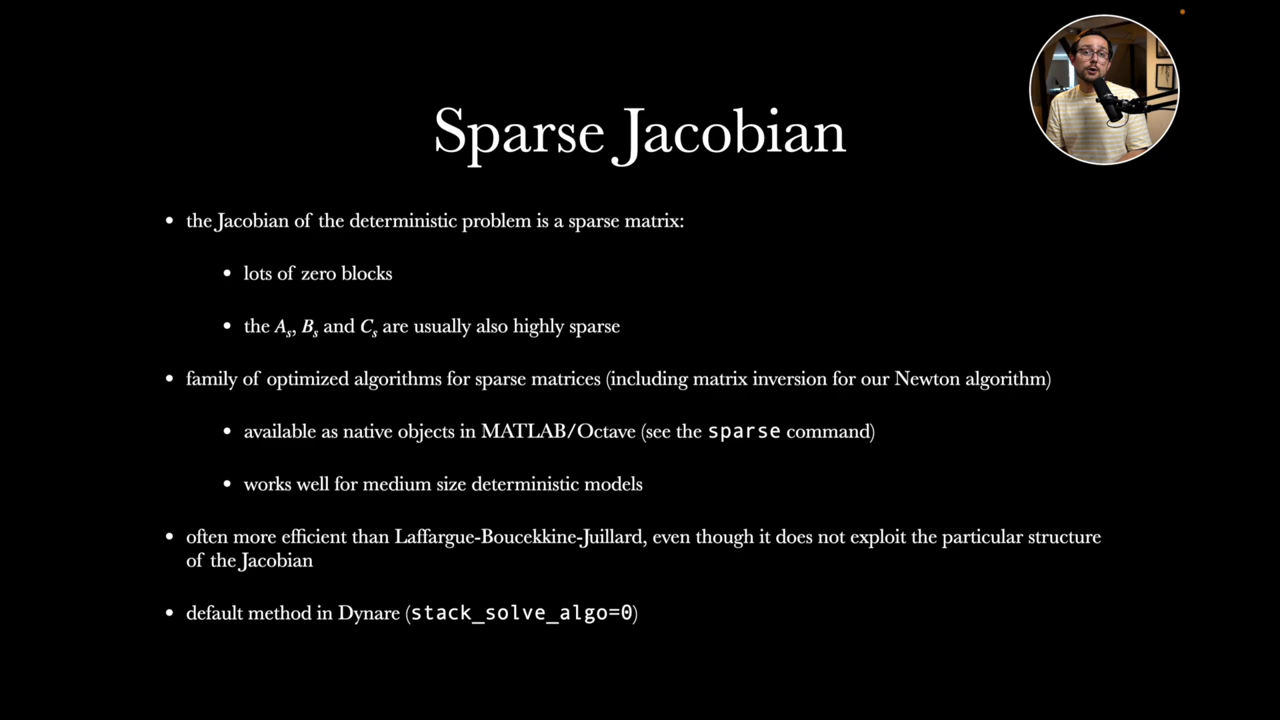 Sparse Jacobian
• the Jacobian of the deterministic problem is a sparse matrix:
• lots of zero blocks
• the A_s, B_s and C_s are usually also highly sparse
• family of optimized algorithms for sparse matrices (including matrix inversion for our Newton algorithm)
• available as native objects in MATLAB/Octave (see the sparse command)
• works well for medium size deterministic models
• often more efficient than Laffargue-Boucekkine-Juillard, even though it does not exploit the particular structure
of the Jacobian
• default method in Dynare (stack_solve_algo=0)